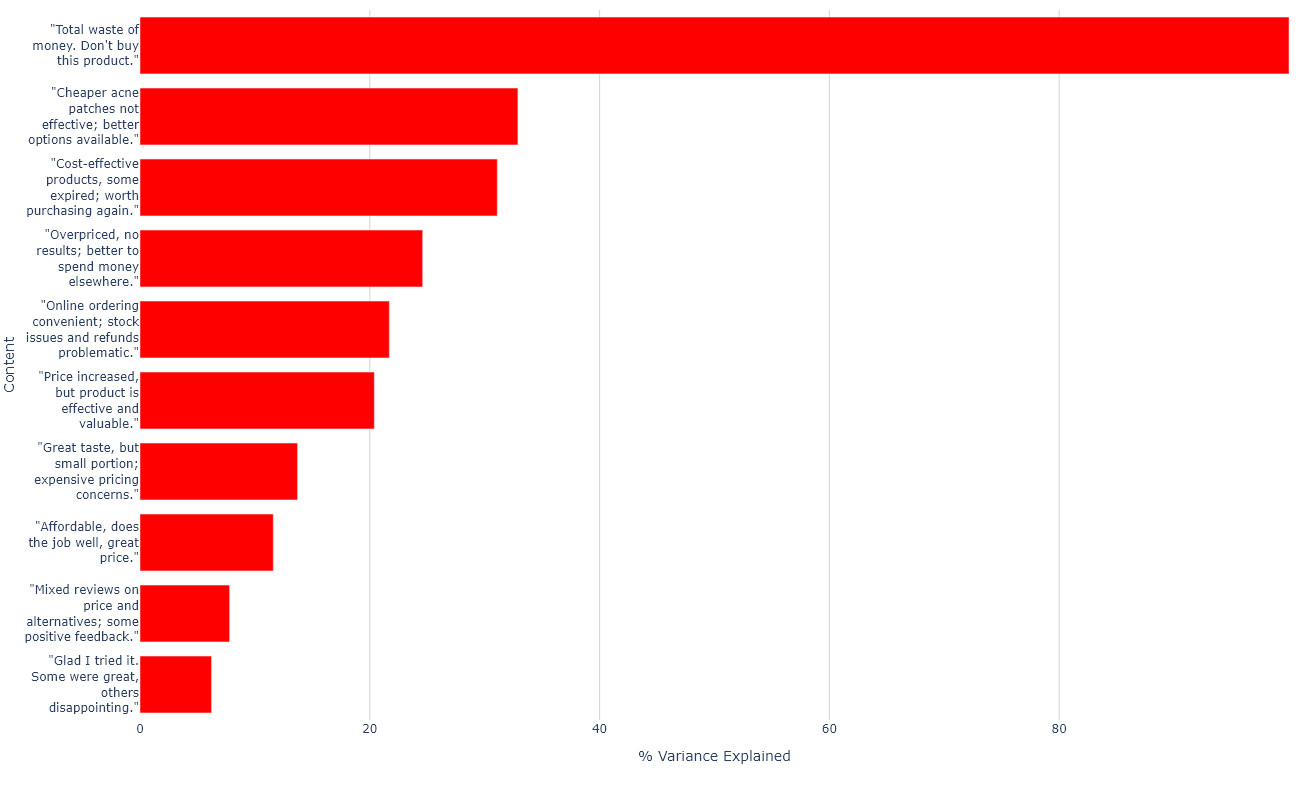 "Total waste of
money. Don't buy
this product."
"Cheaper acne
patches not
effective; better
options available."
"Cost-effective
products, some
expired; worth
purchasing again."
"Overpriced, no
results; better to
spend money
elsewhere."
"Online ordering
convenient; stock
issues and refunds
problematic."
"Price increased,
but product is
effective and
valuable."
"Great taste, but
small portion;
expensive pricing
concerns."
"Affordable, does
the job well, great
price."
"Mixed reviews on
price and
alternatives; some
positive feedback."
"Glad I tried it.
Some were great,
others
disappointing."
Content
0 20 40 60 80
% Variance Explained